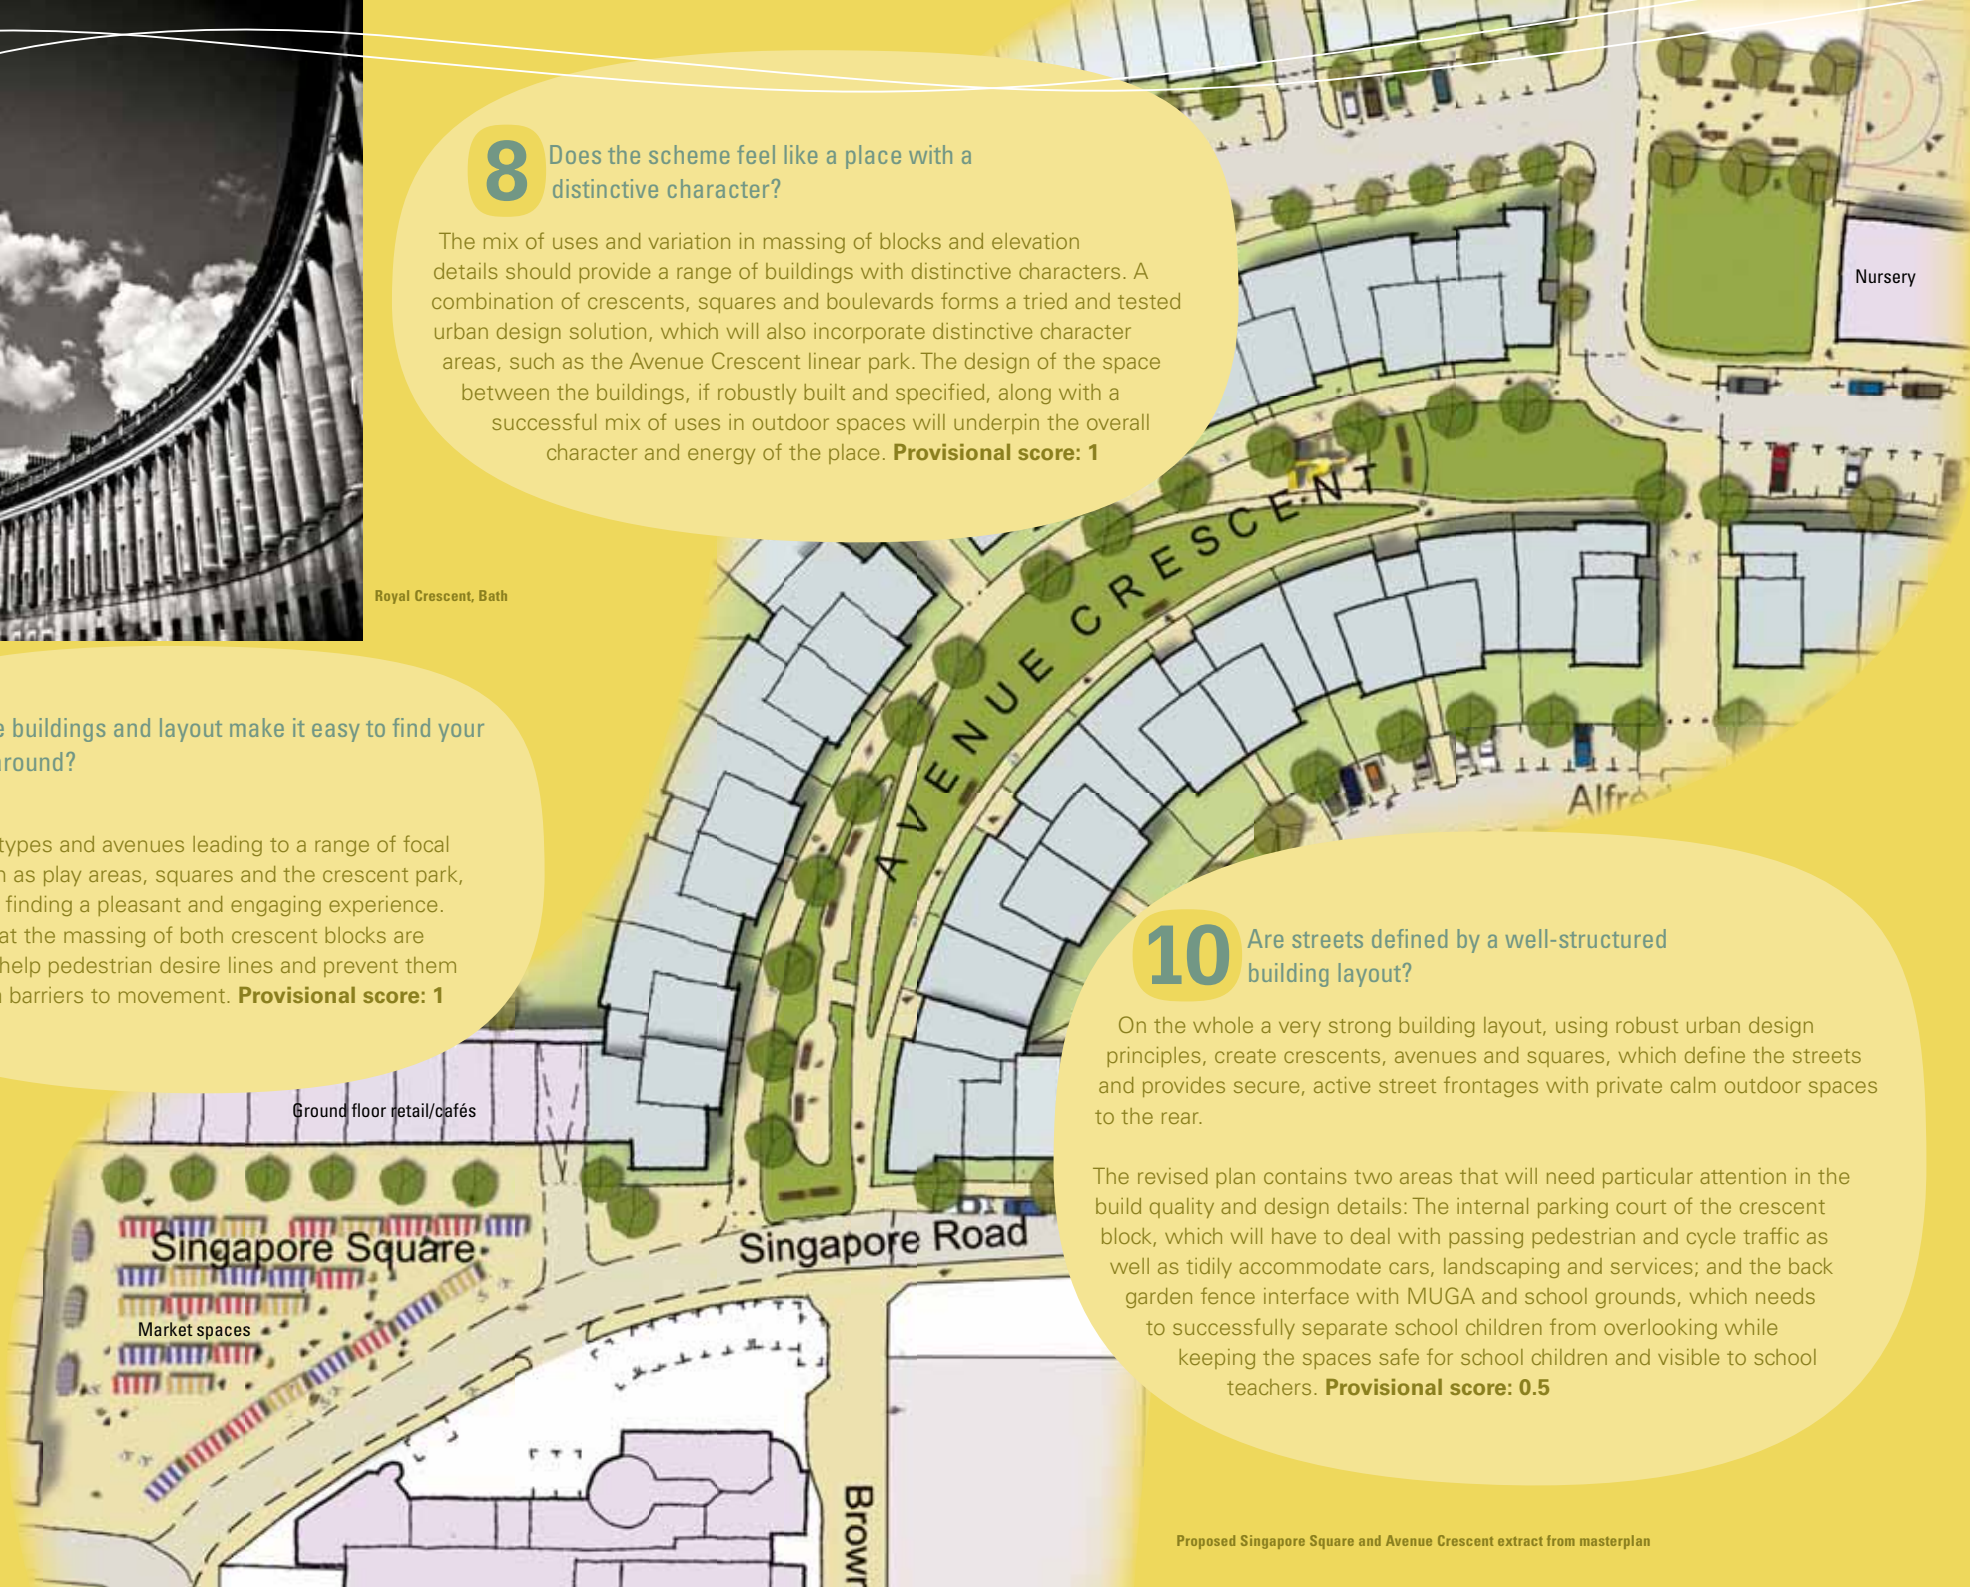 8
Does the scheme feel like a place with a
distinctive character?
The mix of uses and variation in massing of blocks and elevation
details should provide a range of buildings with distinctive characters. A
combination of crescents, squares and boulevards forms a tried and tested
urban design solution, which will also incorporate distinctive character
areas, such as the Avenue Crescent linear park. The design of the space
between the buildings, if robustly built and specified, along with a
successful mix of uses in outdoor spaces will underpin the overall
character and energy of the place. Provisional score: 1
Royal Crescent, Bath
buildings and layout make it easy to find your
around?
types and avenues leading to a range of focal
as play areas, squares and the crescent park,
finding a pleasant and engaging experience.
at the massing of both crescent blocks are
help pedestrian desire lines and prevent them
barriers to movement. Provisional score: 1
Nursery
AVENUE CRESCENT
Ground floor retail/cafés
Singapore Square
Market spaces
Singapore Road
10
Are streets defined by a well-structured
building layout?
On the whole a very strong building layout, using robust urban design
principles, create crescents, avenues and squares, which define the streets
and provides secure, active street frontages with private calm outdoor spaces
to the rear.
The revised plan contains two areas that will need particular attention in the
build quality and design details: The internal parking court of the crescent
block, which will have to deal with passing pedestrian and cycle traffic as
well as tidily accommodate cars, landscaping and services; and the back
garden fence interface with MUGA and school grounds, which needs
to successfully separate school children from overlooking while
keeping the spaces safe for school children and visible to school
teachers. Provisional score: 0.5
Brown
Proposed Singapore Square and Avenue Crescent extract from masterplan